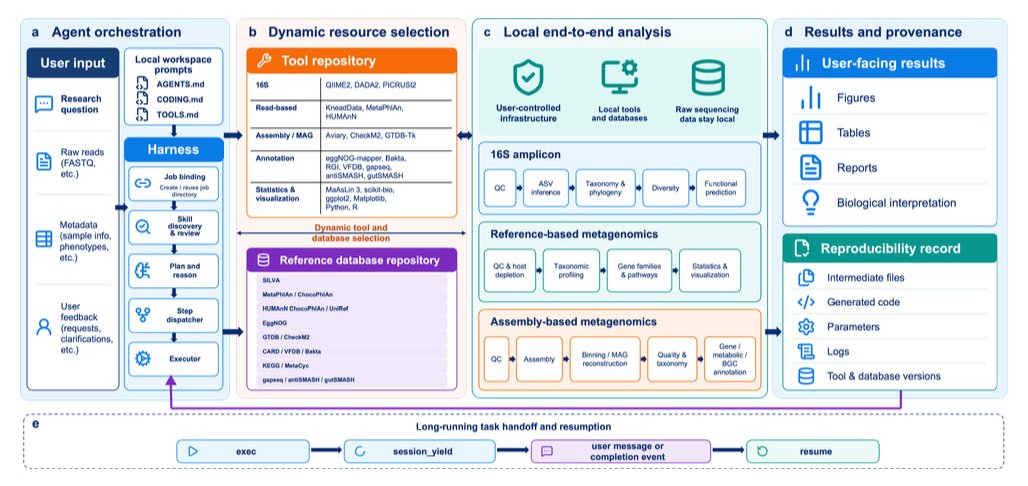 a Agent orchestration
User input
Research
question
Raw reads
(FASTQ,
etc.)
Metadata
(sample info,
phenotypes,
etc.)
User
feedback
(requests,
clarifications,
etc.)
Local workspace
prompts
AGENTS.md
CODING.md
TOOLS.md
Harness
Job binding
Create / reuse job
directory
Skill
discovery
& review
Plan and
reason
Step
dispatcher
Executor
b Dynamic resource selection
Tool repository
16S
QIIME2, DADA2, PICRUSt2
Read-based
KneadData, MetaPhlAn,
HUMAnN
Assembly / MAG
Aviary, CheckM2, GTDB-Tk
Annotation
eggNOG-mapper, Bakta,
RGI, VFDB, gapseq,
antiSMASH, gutSMASH
Statistics &
visualization
MaAsLin 3, scikit-bio,
ggplot2, Matplotlib,
Python, R
Dynamic tool and
database selection
Reference database repository
SILVA
MetaPhlAn / ChocoPhlAn
HUMAnN ChocoPhlAn / UniRef
EggNOG
GTDB / CheckM2
CARD / VFDB / Bakta
KEGG / MetaCyc
gapseq / antiSMASH / gutSMASH
c Local end-to-end analysis
User-controlled
infrastructure
Local tools
and databases
Raw sequencing
data stay local
16S amplicon
QC
ASV
inference
Taxonomy &
phylogeny
Diversity
Functional
prediction
Reference-based metagenomics
QC & host
depletion
Taxonomic
profiling
Gene families
& pathways
Statistics &
visualization
Assembly-based metagenomics
QC
Assembly
Binning / MAG
reconstruction
Quality &
taxonomy
Gene /
metabolic /
BGC
annotation
d Results and provenance
User-facing results
Figures
Tables
Reports
Biological interpretation
Reproducibility record
Intermediate files
Generated code
Parameters
Logs
Tool & database versions
e
Long-running task handoff and resumption
exec
session_yield
user message or
completion event
resume